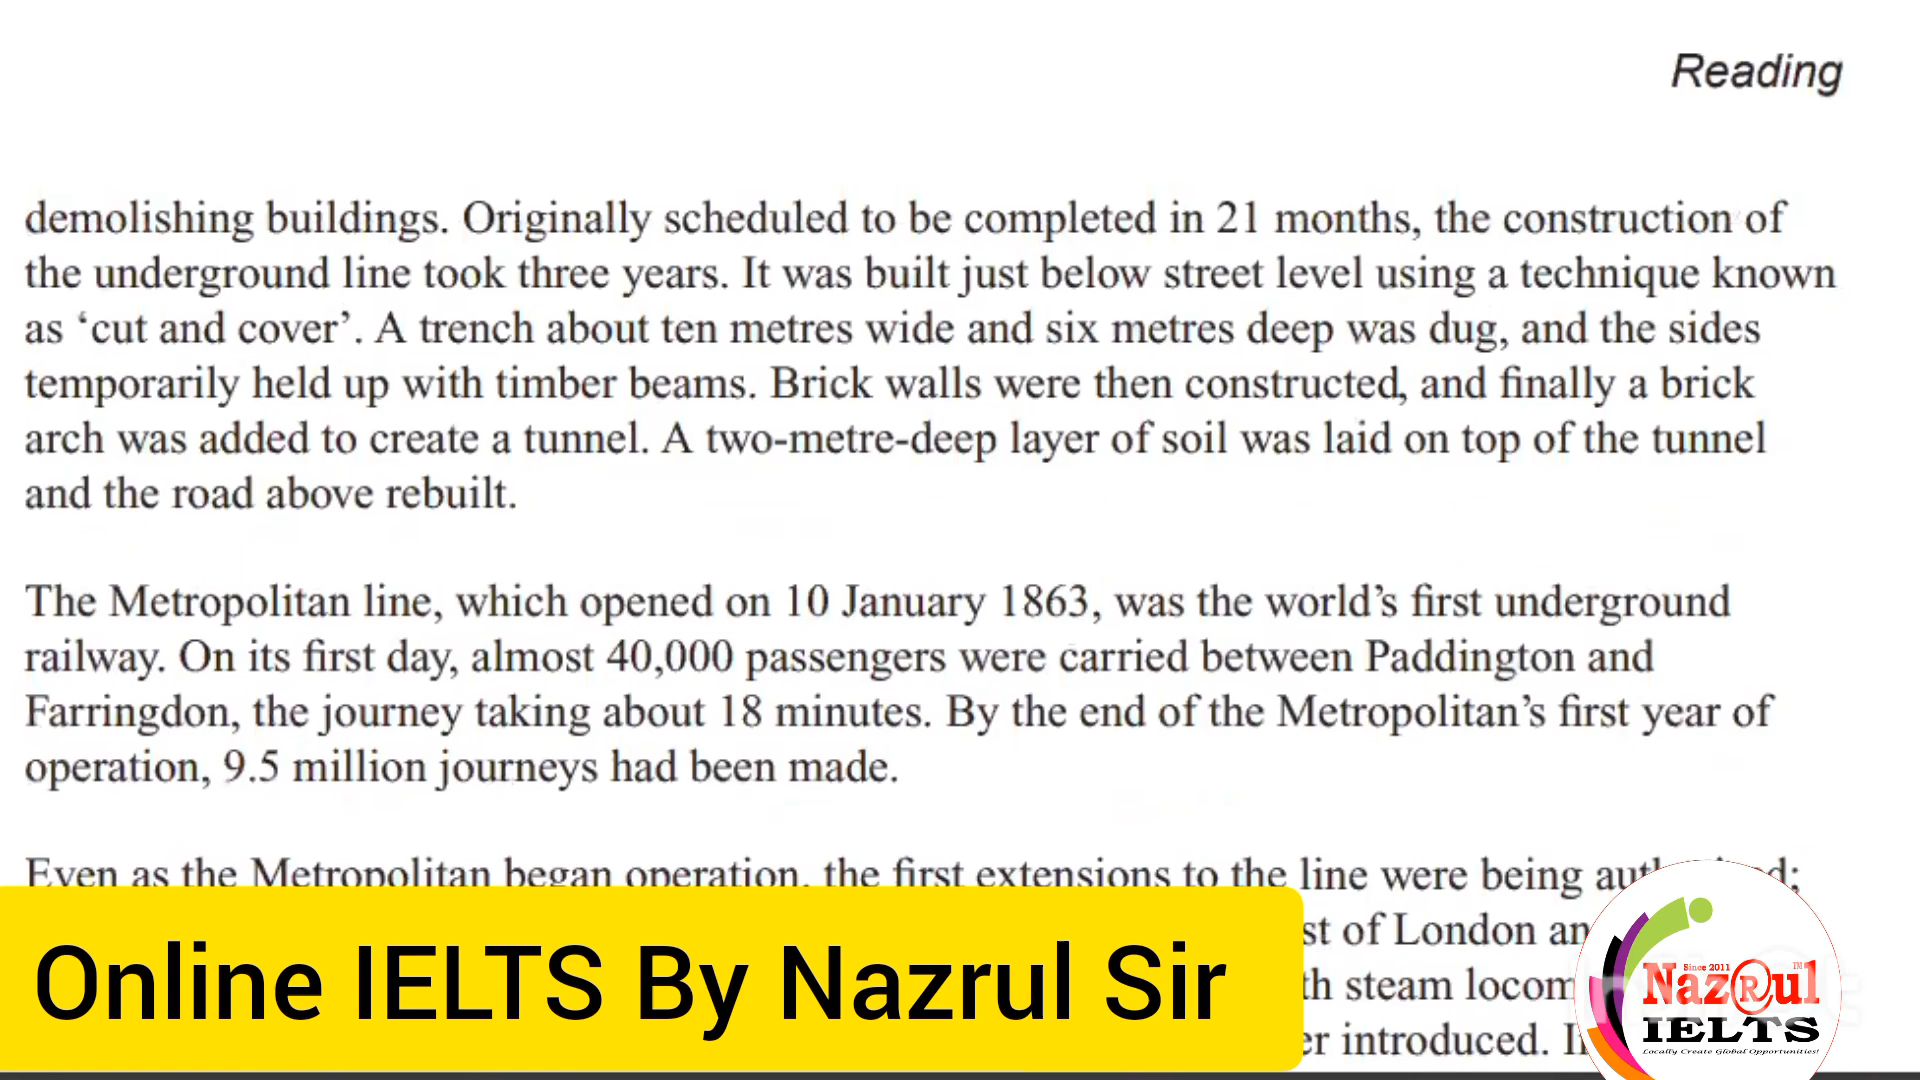 Reading
demolishing buildings. Originally scheduled to be completed in 21 months, the construction of
the underground line took three years. It was built just below street level using a technique known
as ‘cut and cover’. A trench about ten metres wide and six metres deep was dug, and the sides
temporarily held up with timber beams. Brick walls were then constructed, and finally a brick
arch was added to create a tunnel. A two-metre-deep layer of soil was laid on top of the tunnel
and the road above rebuilt.
The Metropolitan line, which opened on 10 January 1863, was the world’s first underground
railway. On its first day, almost 40,000 passengers were carried between Paddington and
Farringdon, the journey taking about 18 minutes. By the end of the Metropolitan’s first year of
operation, 9.5 million journeys had been made.
Even as the Metropolitan began operation, the first extensions to the line were being
of London
steam
introduced.
Online IELTS By Nazrul Sir
Since 2011
Nazrul
TM
IELTS
Locally Create Global Opportunities!